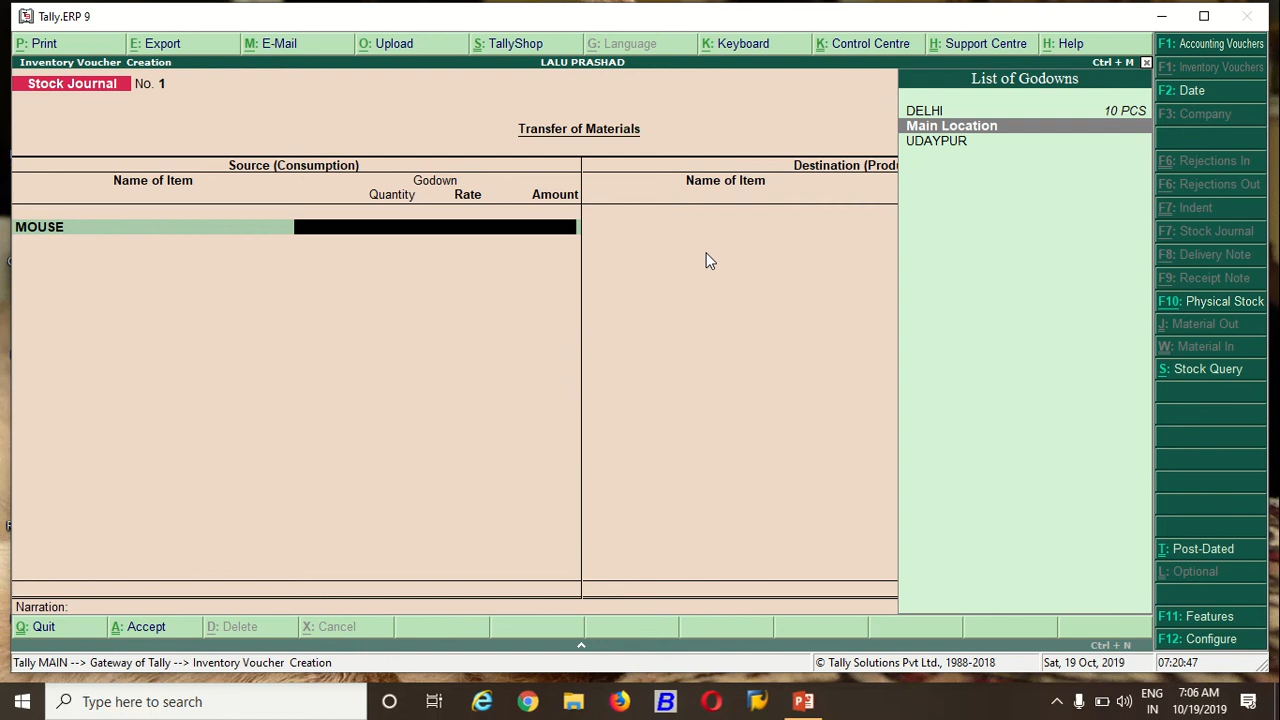 Tally.ERP 9
P: Print E: Export M: E-Mail O: Upload S: TallyShop G: Language K: Keyboard K: Control Centre H: Support Centre H: Help
Inventory Voucher Creation LALU PRASHAD Ctrl + M
Stock Journal No. 1
Transfer of Materials
Source (Consumption) Destination (Prod
Name of Item Godown Name of Item
Quantity Rate Amount
MOUSE
Narration:
List of Godowns
DELHI 10 PCS
Main Location
UDAYPUR
F1: Accounting Vouchers
F1: Inventory Vouchers
F2: Date
F3: Company
F6: Rejections In
F6: Rejections Out
F7: Indent
F7: Stock Journal
F8: Delivery Note
F9: Receipt Note
F10: Physical Stock
J: Material Out
W: Material In
S: Stock Query
T: Post-Dated
L: Optional
F11: Features
F12: Configure
Q: Quit A: Accept D: Delete X: Cancel
Ctrl + N
Tally MAIN --> Gateway of Tally --> Inventory Voucher Creation © Tally Solutions Pvt Ltd., 1988-2018 Sat, 19 Oct, 2019 07:20:47
Type here to search
ENG
IN
7:06 AM
10/19/2019